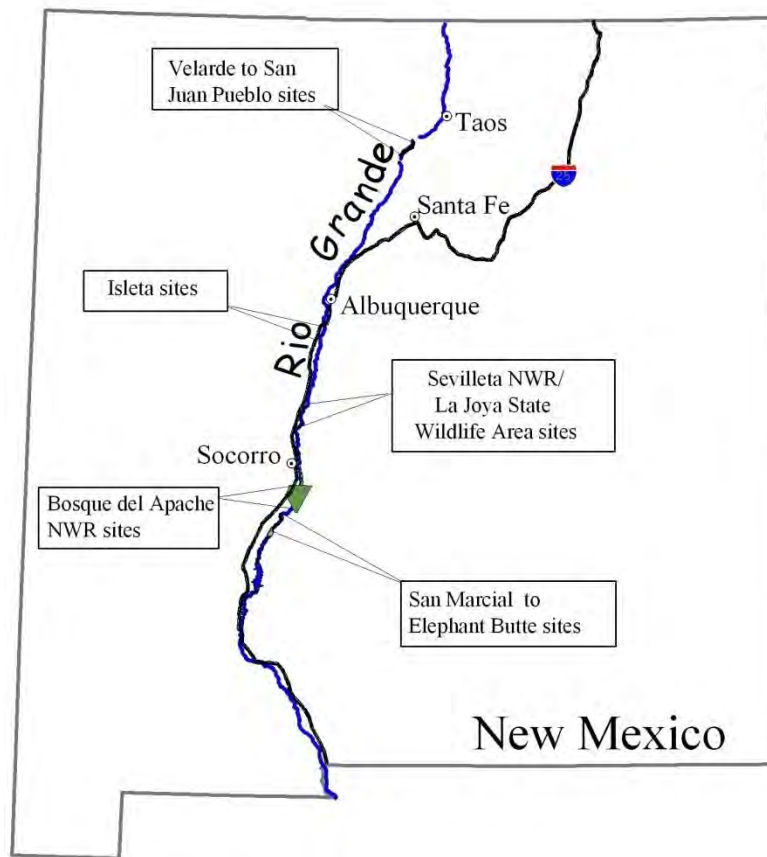 Velarde to San
Juan Pueblo sites
Taos
Rio Grande
Santa Fe
25
Isleta sites
Albuquerque
Sevilleta NWR/
La Joya State
Wildlife Area sites
Socorro
Bosque del Apache
NWR sites
San Marcial to
Elephant Butte sites
New Mexico